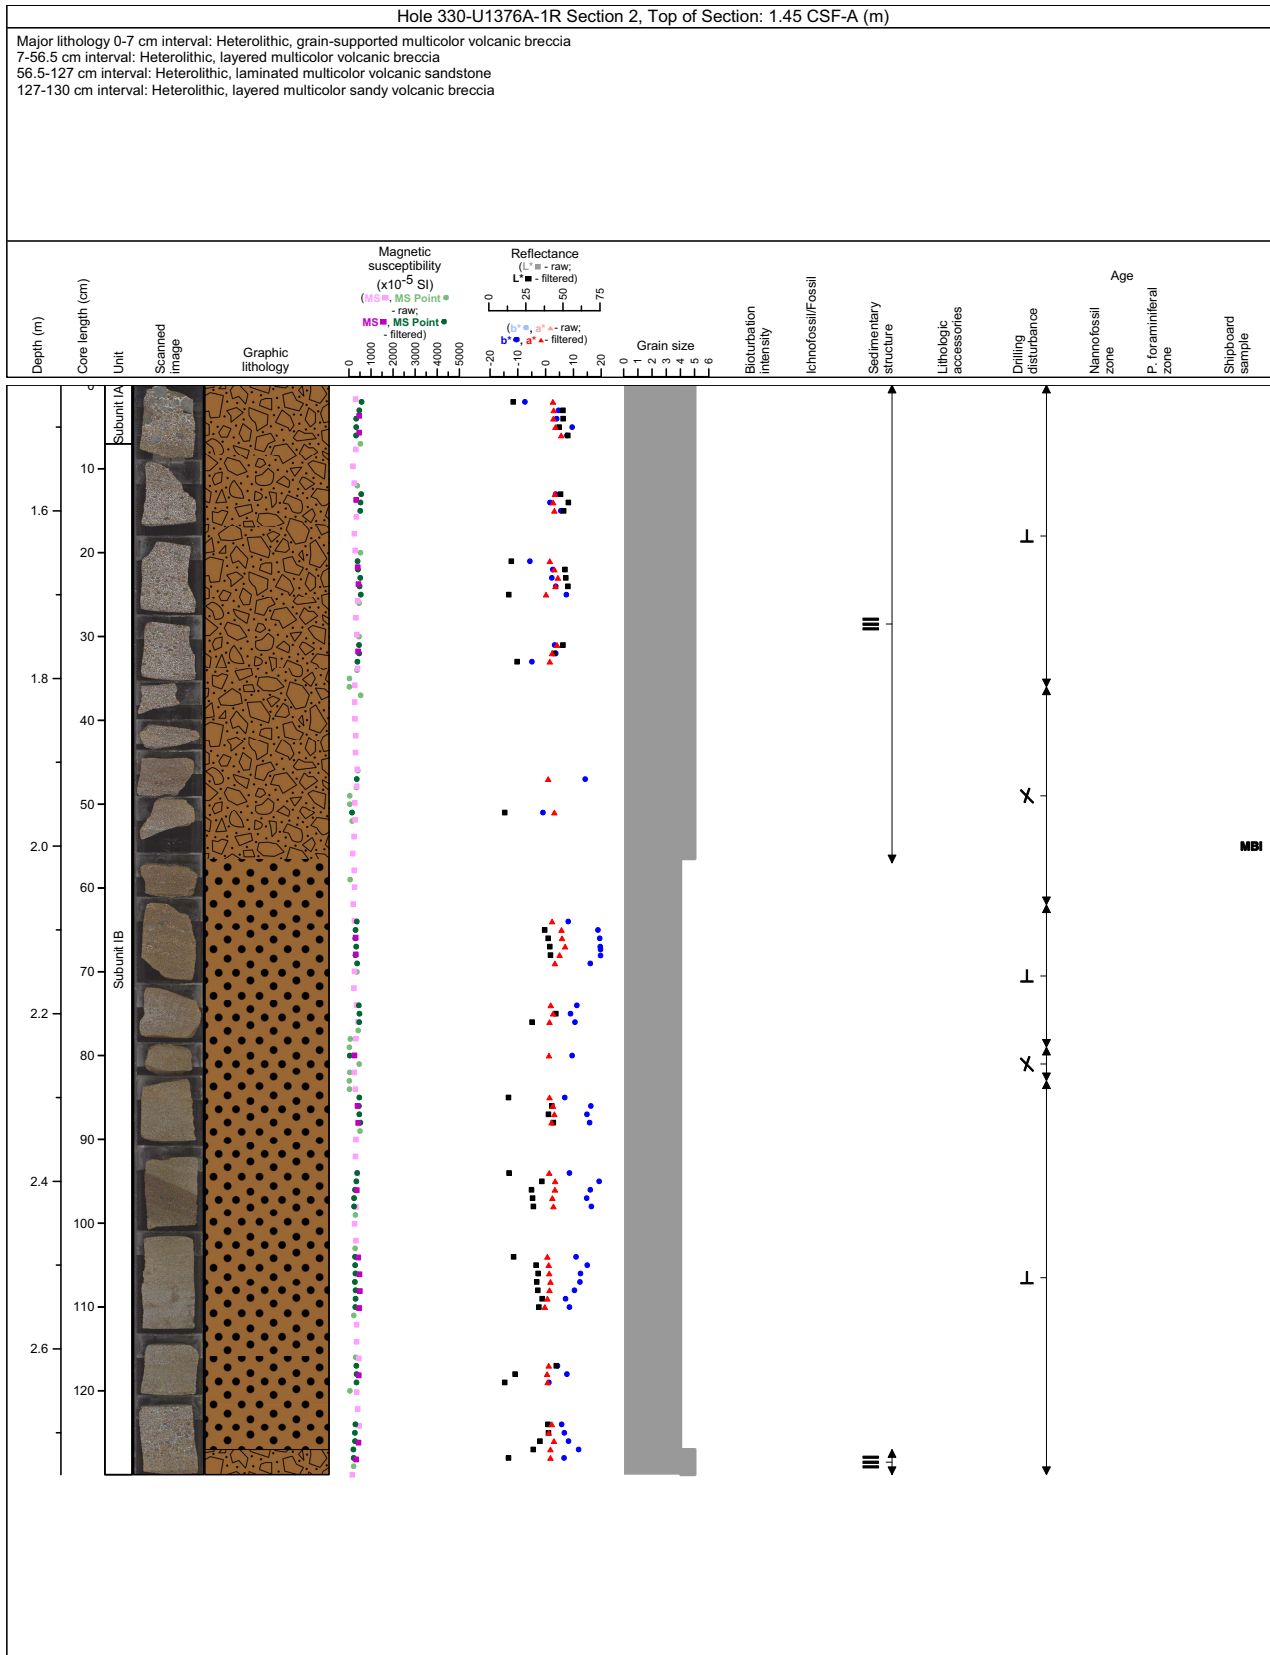 Hole 330-U1376A-1R Section 2, Top of Section: 1.45 CSF-A (m)
Major lithology 0-7 cm interval: Heterolithic, grain-supported multicolor volcanic breccia
7-56.5 cm interval: Heterolithic, layered multicolor volcanic breccia
56.5-127 cm interval: Heterolithic, laminated multicolor volcanic sandstone
127-130 cm interval: Heterolithic, layered multicolor sandy volcanic breccia
Depth (m)
Core length (cm)
Unit
Scanned
image
Graphic
lithology
Magnetic
susceptibility
(x10-5 SI)
(MS■, MS Point●
- raw;
MS■, MS Point●
- filtered)
0
1000
2000
3000
4000
5000
Reflectance
(L*■ - raw;
L*■ - filtered)
0
25
50
75
(b*●, a*▲- raw;
b*●, a*▲- filtered)
-20
-10
0
10
20
Grain size
0
1
2
3
4
5
6
Bioturbation
intensity
Ichnofossil/Fossil
Sedimentary
structure
Lithologic
accessories
Drilling
disturbance
Age
Nannofossil
zone
P. foraminiferal
zone
Shipboard
sample
0
Subunit IA
10
1.6
20
30
1.8
40
50
2.0
MBI
60
Subunit IB
70
2.2
80
90
2.4
100
110
2.6
120